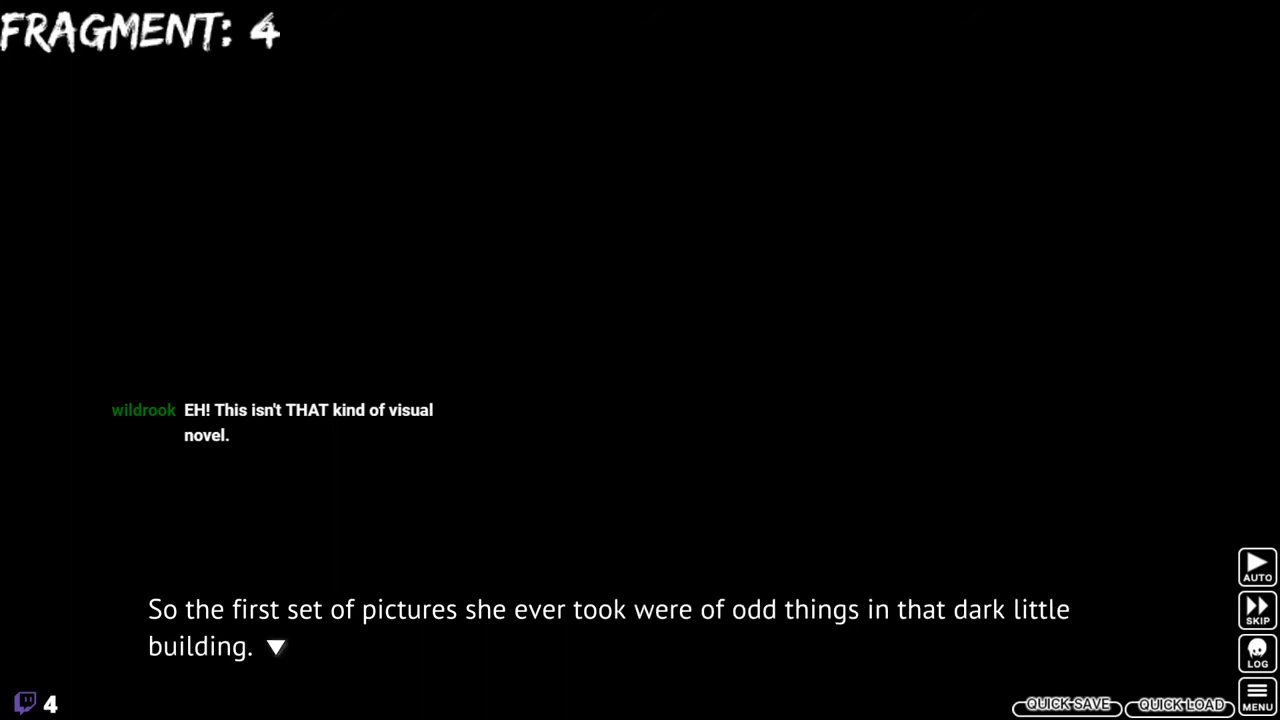 FRAGMENT: 4
wildrook EH! This isn't THAT kind of visual
novel.
So the first set of pictures she ever took were of odd things in that dark little
building.
AUTO
SKIP
LOG
MENU
4
QUICK SAVE QUICK LOAD